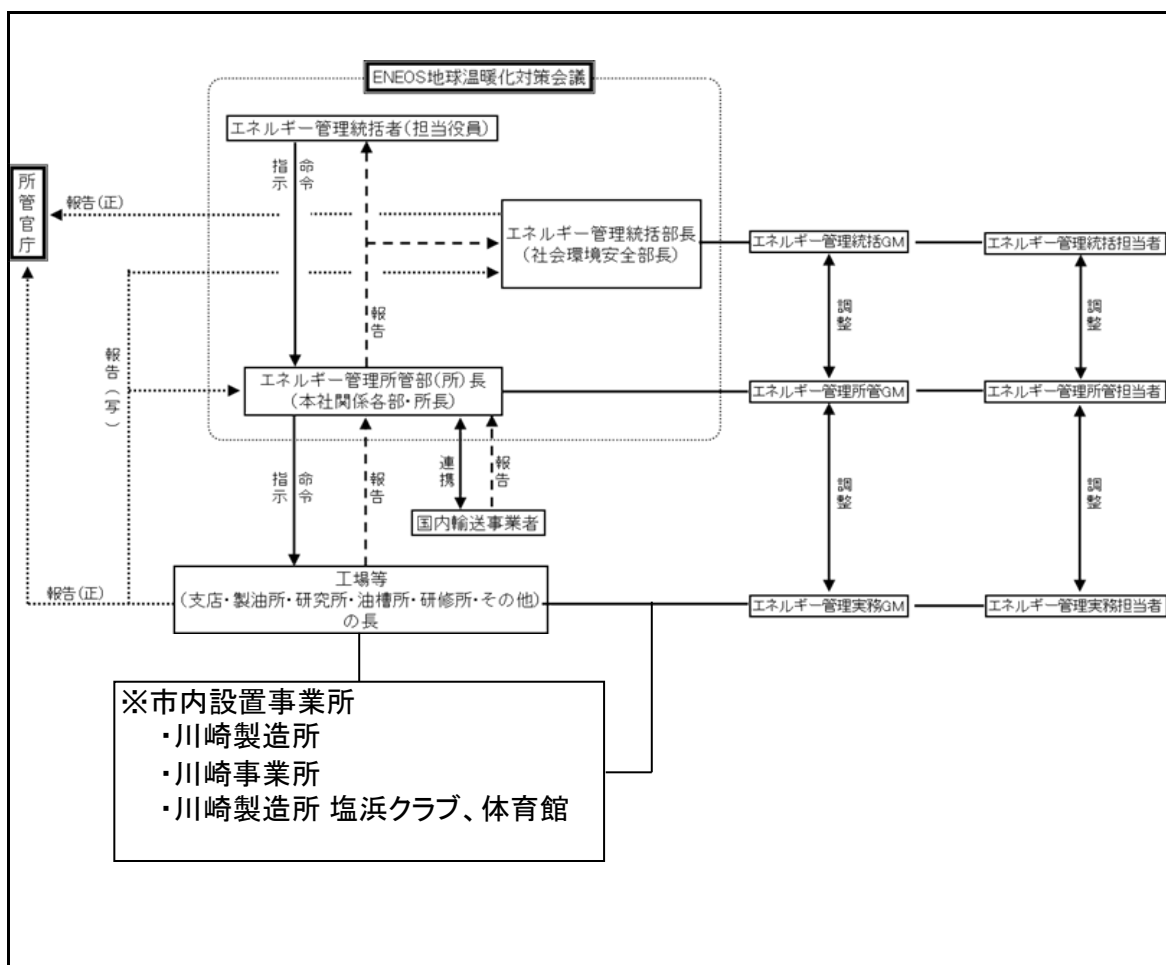 ENEOS地球温暖化対策会議
エネルギー管理統括者(担当役員)
指示
命令
所管官庁
報告(正)
エネルギー管理統括部長
(社会環境安全部長)
エネルギー管理統括GM
エネルギー管理統括担当者
報告
調整
調整
報告(写)
エネルギー管理所管部(所)長
(本社関係各部・所長)
エネルギー管理所管GM
エネルギー管理所管担当者
指示
命令
報告
連携
報告
調整
調整
国内輸送事業者
報告(正)
工場等
(支店・製油所・研究所・油槽所・研修所・その他)
の長
エネルギー管理実務GM
エネルギー管理実務担当者
※市内設置事業所
・川崎製造所
・川崎事業所
・川崎製造所 塩浜クラブ、体育館